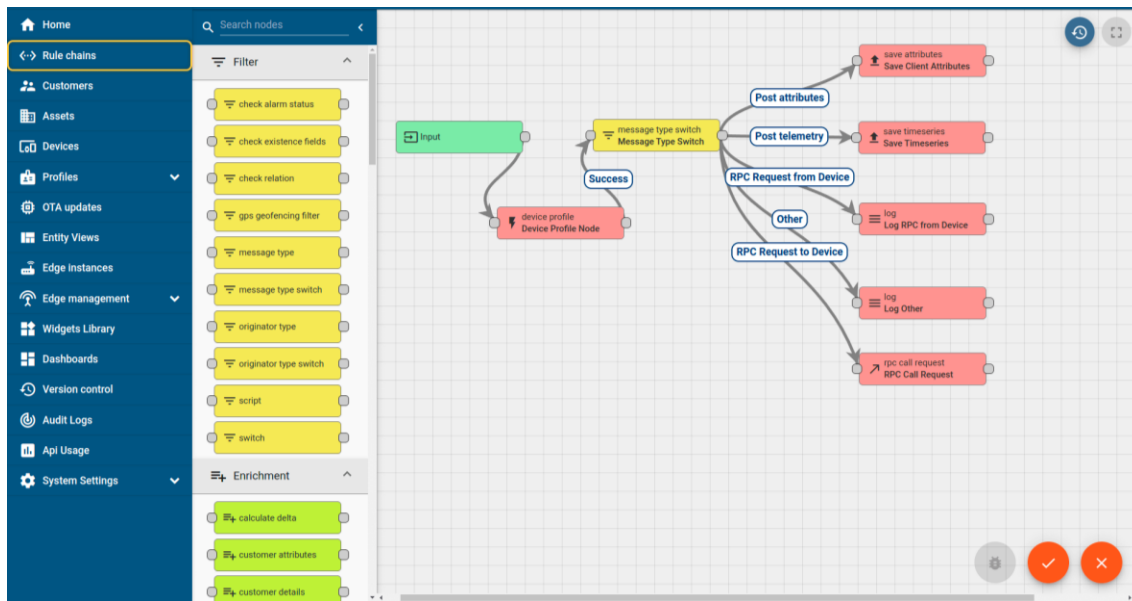 Home
Rule chains
Customers
Assets
Devices
Profiles
OTA updates
Entity Views
Edge instances
Edge management
Widgets Library
Dashboards
Version control
Audit Logs
Api Usage
System Settings
Search nodes
Filter
check alarm status
check existence fields
check relation
gps geofencing filter
message type
message type switch
originator type
originator type switch
script
switch
Enrichment
calculate delta
customer attributes
customer details
Input
device profile
Device Profile Node
Success
message type switch
Message Type Switch
Post attributes
Post telemetry
RPC Request from Device
Other
RPC Request to Device
save attributes
Save Client Attributes
save timeseries
Save Timeseries
log
Log RPC from Device
log
Log Other
rpc call request
RPC Call Request